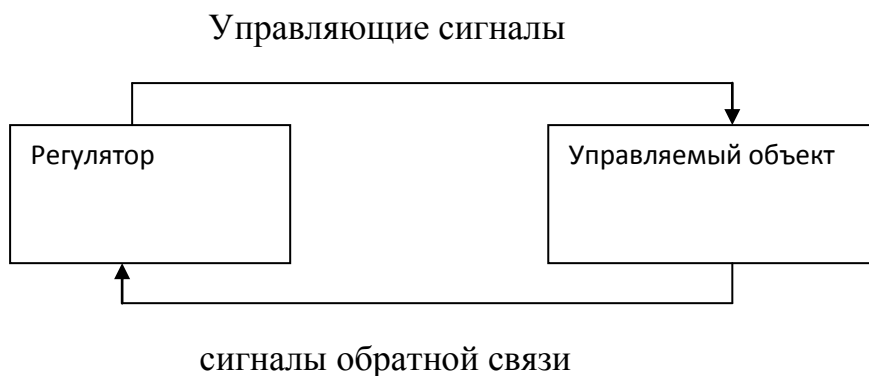 Управляющие сигналы
Регулятор
Управляемый объект
сигналы обратной связи